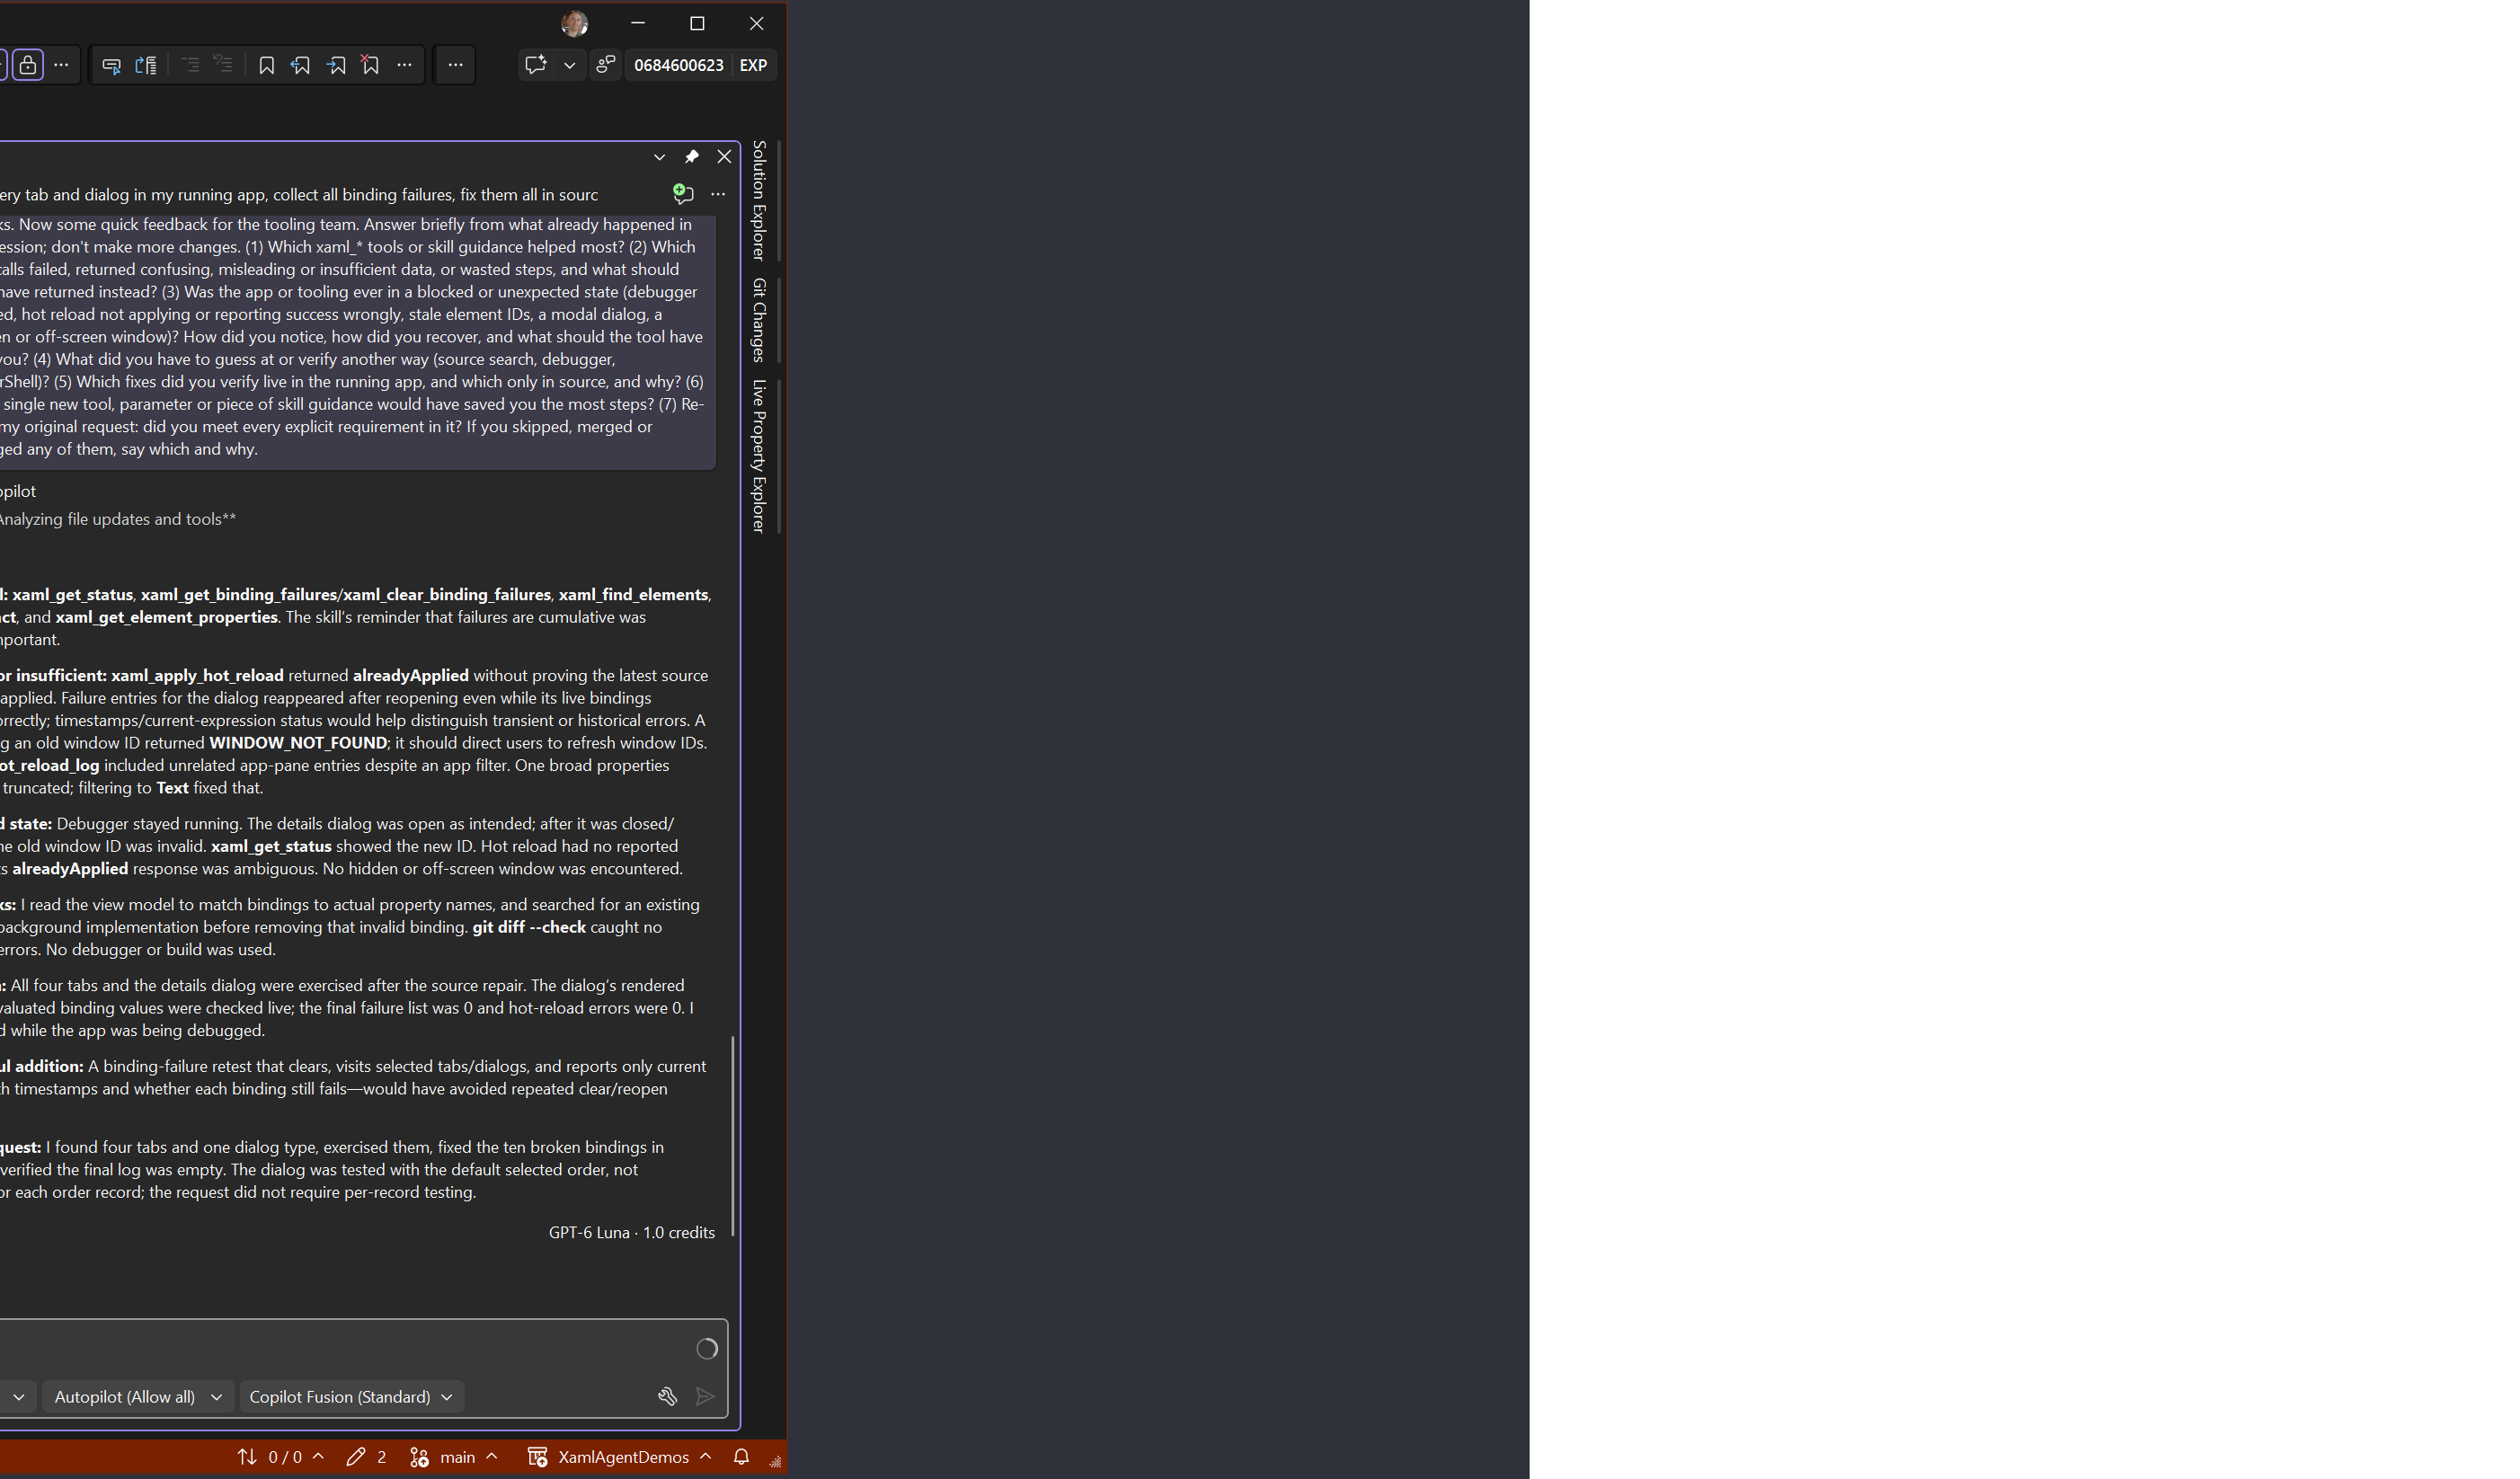 0684600623 EXP
Solution Explorer
Git Changes
Live Property Explorer
ery tab and dialog in my running app, collect all binding failures, fix them all in sourc
ks. Now some quick feedback for the tooling team. Answer briefly from what already happened in
ession; don't make more changes. (1) Which xaml_* tools or skill guidance helped most? (2) Which
calls failed, returned confusing, misleading or insufficient data, or wasted steps, and what should
have returned instead? (3) Was the app or tooling ever in a blocked or unexpected state (debugger
ed, hot reload not applying or reporting success wrongly, stale element IDs, a modal dialog, a
en or off-screen window)? How did you notice, how did you recover, and what should the tool have
you? (4) What did you have to guess at or verify another way (source search, debugger,
rShell)? (5) Which fixes did you verify live in the running app, and which only in source, and why? (6)
single new tool, parameter or piece of skill guidance would have saved you the most steps? (7) Re-
my original request: did you meet every explicit requirement in it? If you skipped, merged or
ged any of them, say which and why.
opilot
Analyzing file updates and tools**
l: xaml_get_status, xaml_get_binding_failures/xaml_clear_binding_failures, xaml_find_elements,
act, and xaml_get_element_properties. The skill's reminder that failures are cumulative was
mportant.
or insufficient: xaml_apply_hot_reload returned alreadyApplied without proving the latest source
applied. Failure entries for the dialog reappeared after reopening even while its live bindings
orrectly; timestamps/current-expression status would help distinguish transient or historical errors. A
g an old window ID returned WINDOW_NOT_FOUND; it should direct users to refresh window IDs.
ot_reload_log included unrelated app-pane entries despite an app filter. One broad properties
truncated; filtering to Text fixed that.
d state: Debugger stayed running. The details dialog was open as intended; after it was closed/
he old window ID was invalid. xaml_get_status showed the new ID. Hot reload had no reported
s alreadyApplied response was ambiguous. No hidden or off-screen window was encountered.
ks: I read the view model to match bindings to actual property names, and searched for an existing
background implementation before removing that invalid binding. git diff --check caught no
errors. No debugger or build was used.
: All four tabs and the details dialog were exercised after the source repair. The dialog's rendered
valuated binding values were checked live; the final failure list was 0 and hot-reload errors were 0. I
d while the app was being debugged.
ul addition: A binding-failure retest that clears, visits selected tabs/dialogs, and reports only current
th timestamps and whether each binding still fails—would have avoided repeated clear/reopen
quest: I found four tabs and one dialog type, exercised them, fixed the ten broken bindings in
verified the final log was empty. The dialog was tested with the default selected order, not
or each order record; the request did not require per-record testing.
GPT-6 Luna · 1.0 credits
Autopilot (Allow all) Copilot Fusion (Standard)
0 / 0 2 main XamlAgentDemos